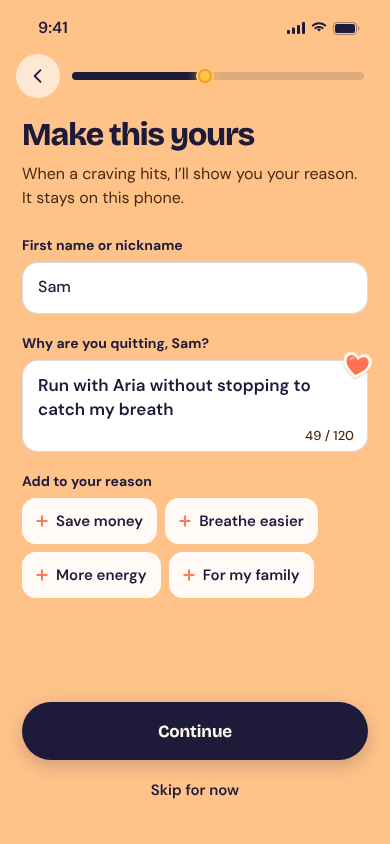 9:41
Make this yours
When a craving hits, I’ll show you your reason.
It stays on this phone.
First name or nickname
Sam
Why are you quitting, Sam?
Run with Aria without stopping to
catch my breath
49 / 120
Add to your reason
+ Save money
+ Breathe easier
+ More energy
+ For my family
Continue
Skip for now